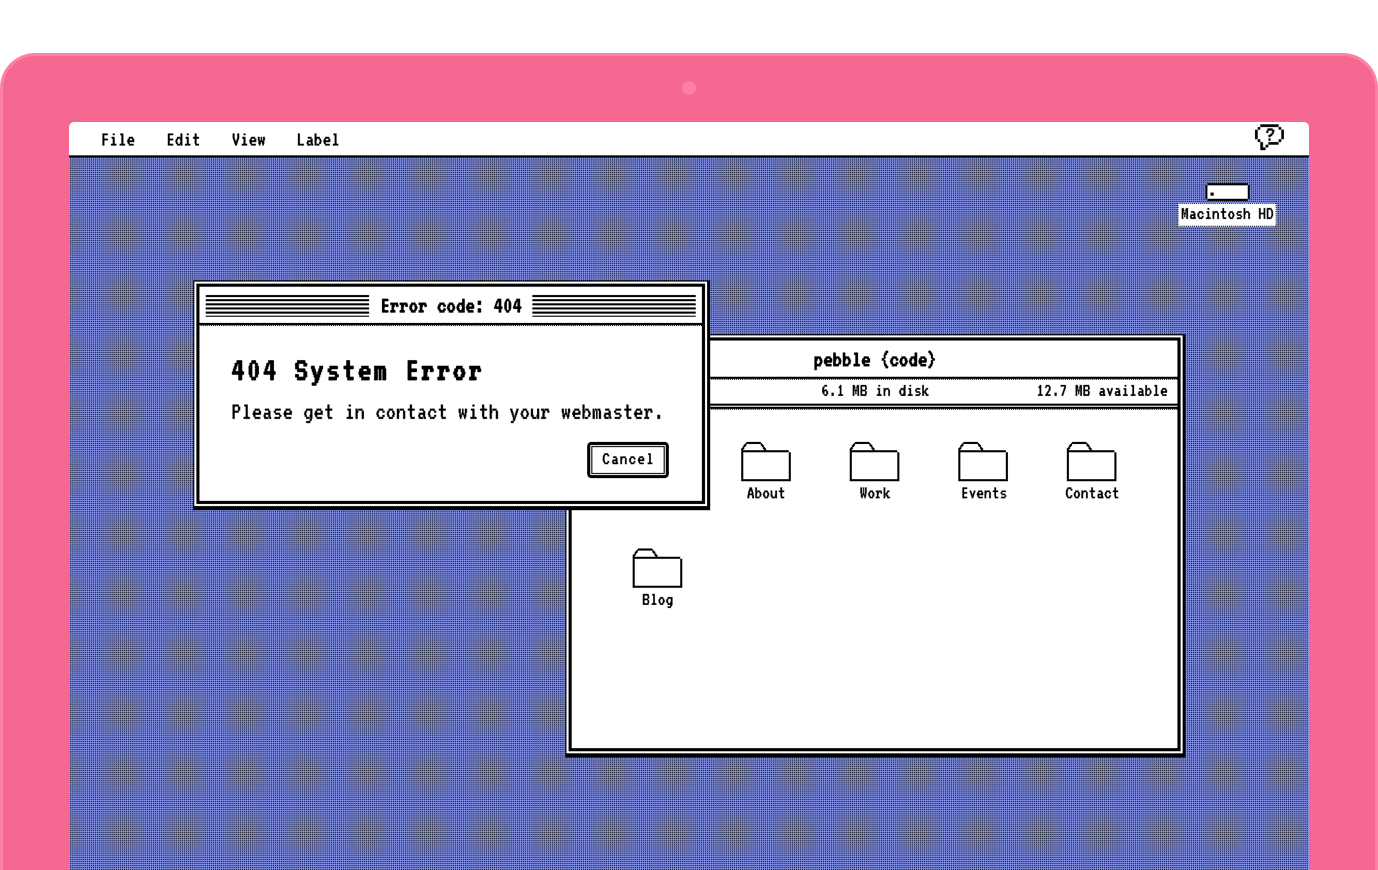 File Edit View Label
?
Macintosh HD
Error code: 404
404 System Error
Please get in contact with your webmaster.
Cancel
pebble {code}
6.1 MB in disk 12.7 MB available
About Work Events Contact
Blog